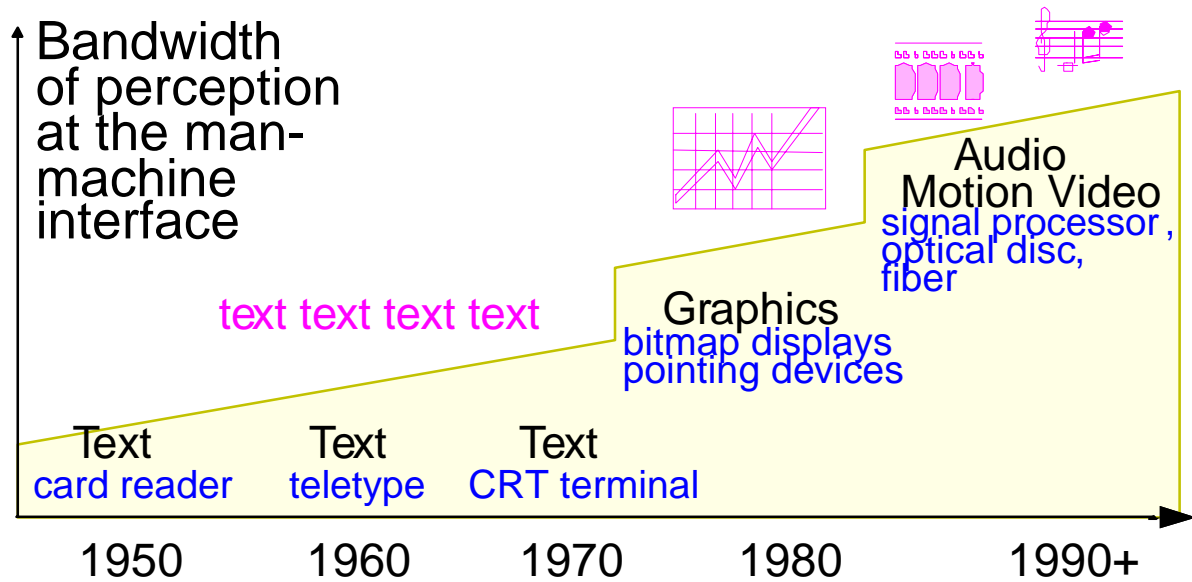 Bandwidth
of perception
at the man-
machine
interface
text text text text
Audio
Motion Video
signal processor,
optical disc,
fiber
Graphics
bitmap displays
pointing devices
Text
card reader
Text
teletype
Text
CRT terminal
1950
1960
1970
1980
1990+